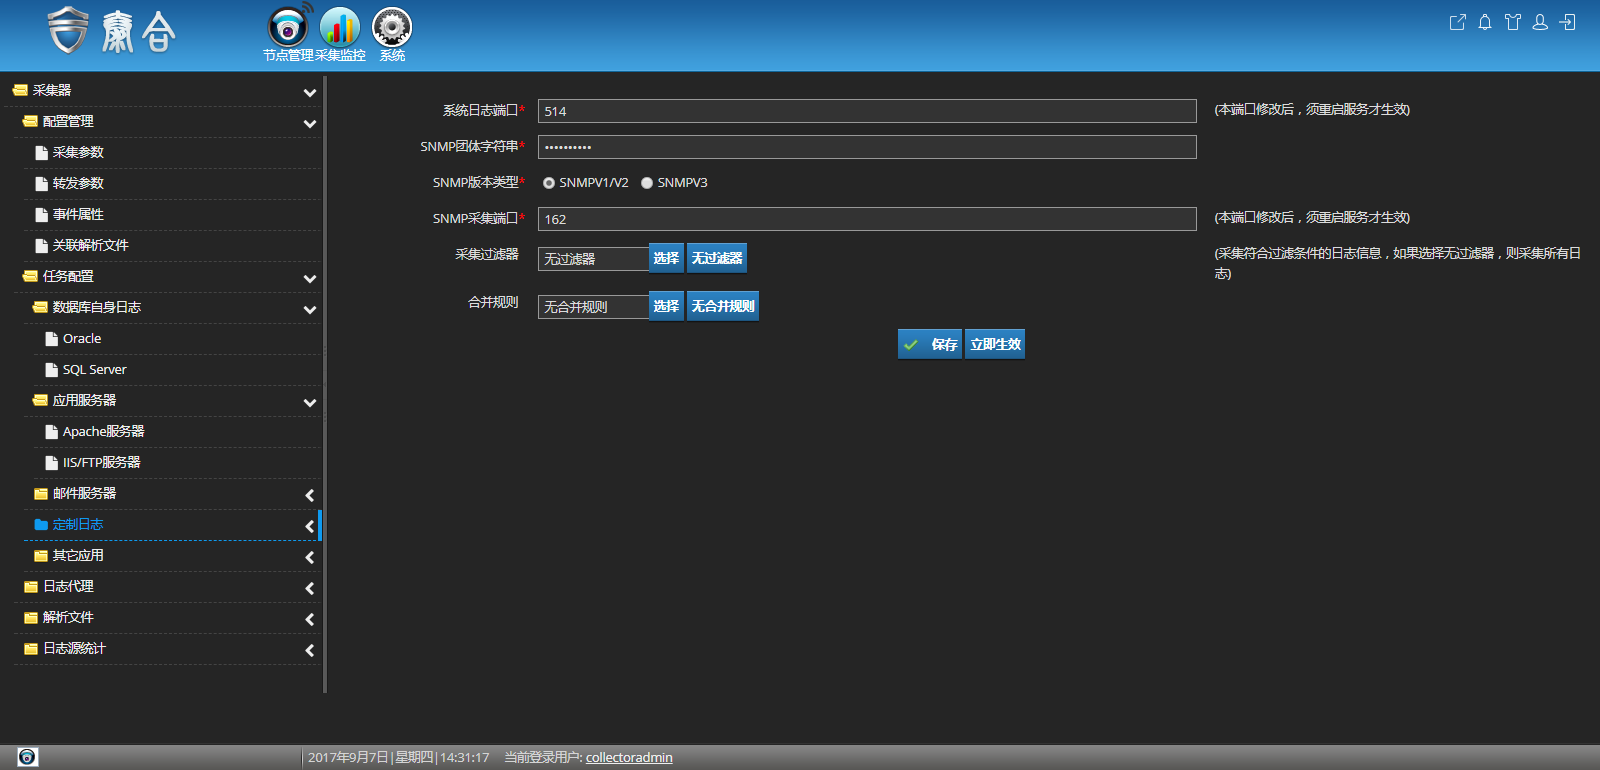 泰合
节点管理 采集监控 系统
采集器
配置管理
采集参数
转发参数
事件属性
关联解析文件
任务配置
数据库自身日志
Oracle
SQL Server
应用服务器
Apache服务器
IIS/FTP服务器
邮件服务器
定制日志
其它应用
日志代理
解析文件
日志源统计
系统日志端口* 514 (本端口修改后，须重启服务才生效)
SNMP团体字符串* ••••••••••
SNMP版本类型* SNMPV1/V2 SNMPV3
SNMP采集端口* 162 (本端口修改后，须重启服务才生效)
采集过滤器 无过滤器 选择 无过滤器 (采集符合过滤条件的日志信息，如果选择无过滤器，则采集所有日
志)
合并规则 无合并规则 选择 无合并规则
保存 立即生效
2017年9月7日|星期四|14:31:17 当前登录用户: collectoradmin